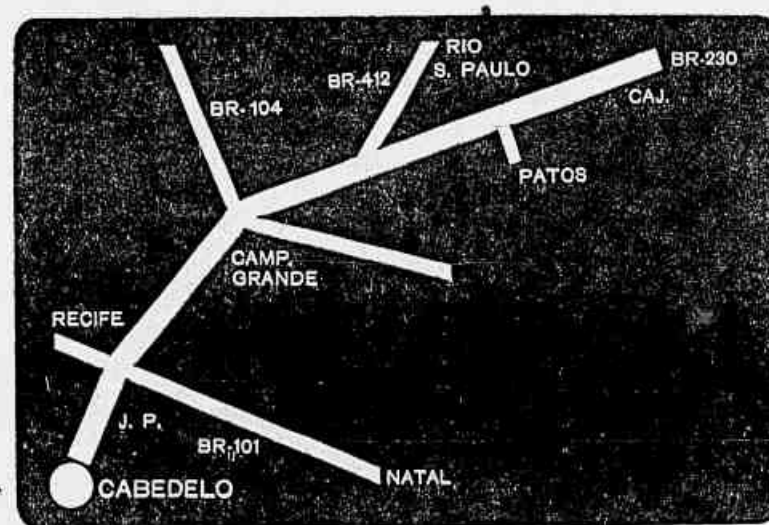 RIO
S. PAULO
BR-230
BR-412
CAJ.
BR-104
PATOS
CAMP.
GRANDE
RECIFE
J. P.
BR-101
NATAL
CABEDELO